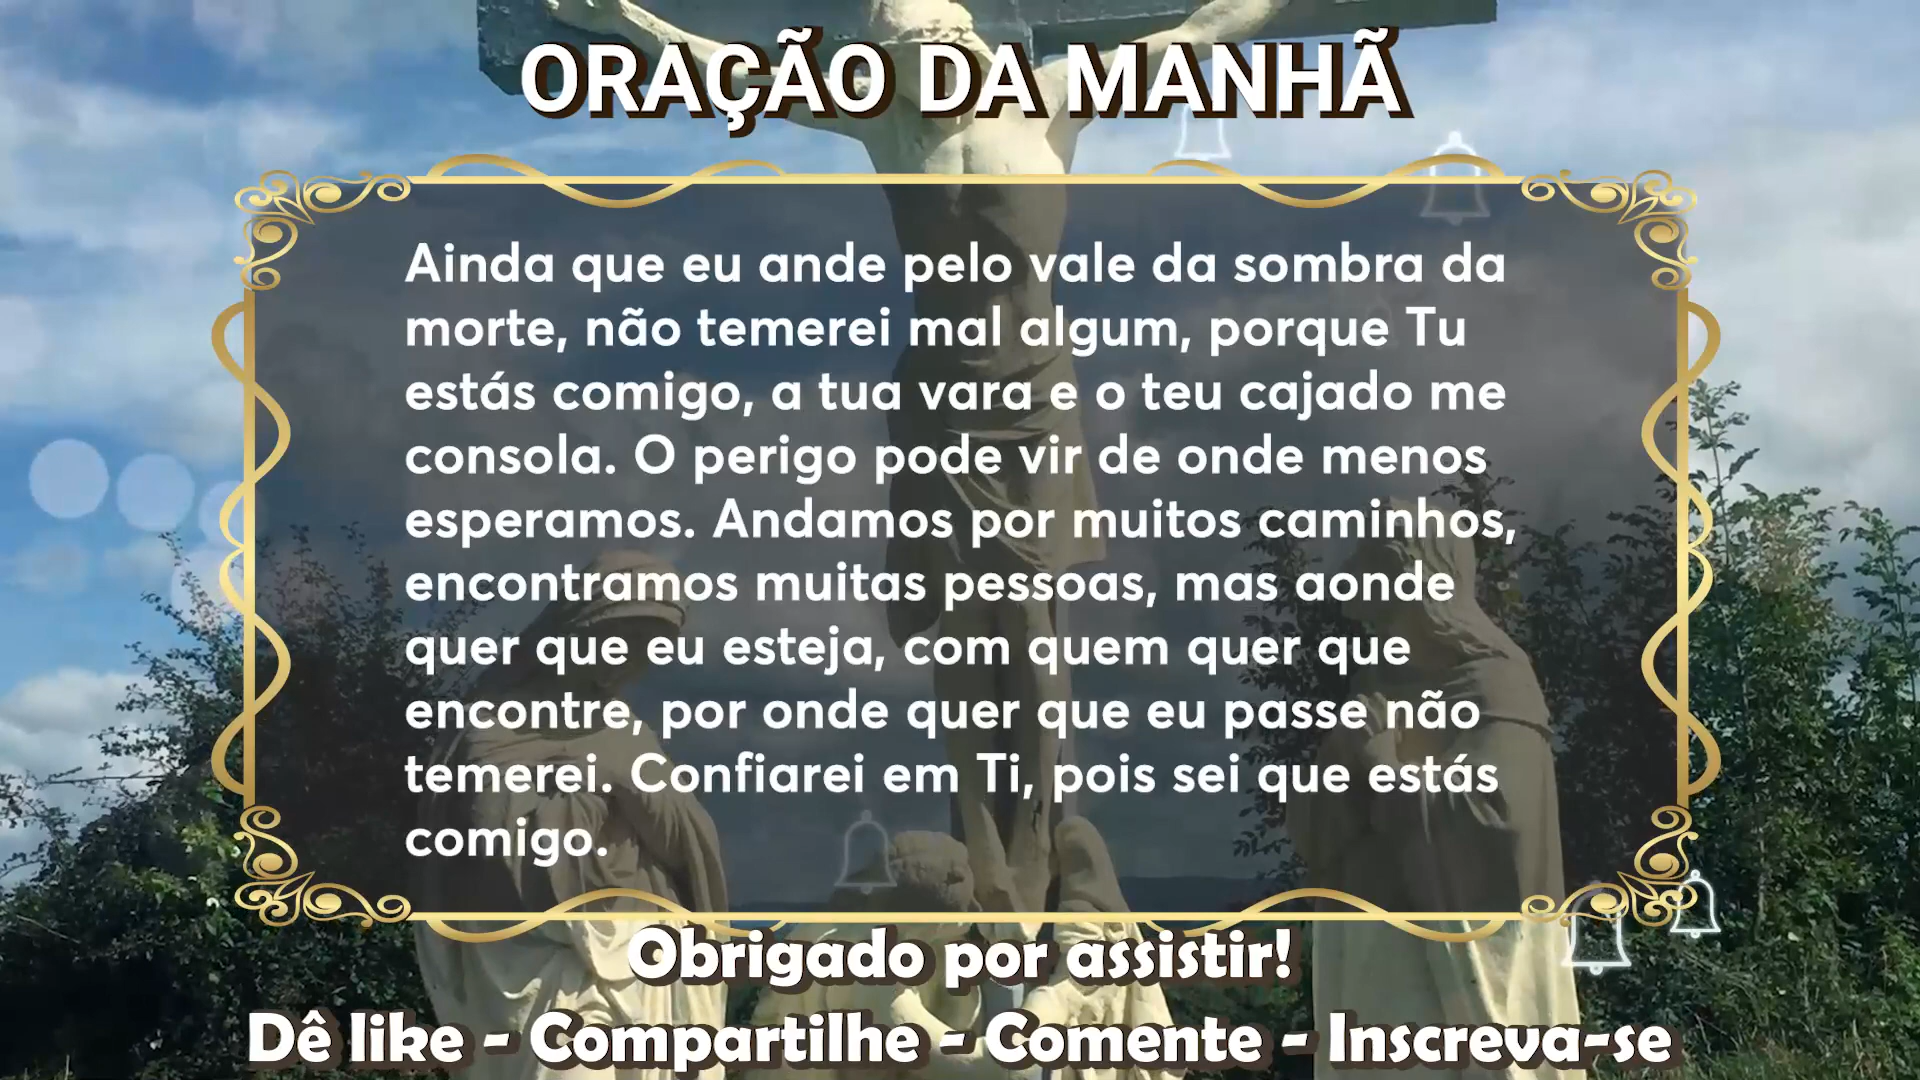 ORAÇÃO DA MANHÃ
Ainda que eu ande pelo vale da sombra da
morte, não temerei mal algum, porque Tu
estás comigo, a tua vara e o teu cajado me
consola. O perigo pode vir de onde menos
esperamos. Andamos por muitos caminhos,
encontramos muitas pessoas, mas aonde
quer que eu esteja, com quem quer que
encontre, por onde quer que eu passe não
temerei. Confiarei em Ti, pois sei que estás
comigo.
Obrigado por assistir!
Dê like - Compartilhe - Comente - Inscreva-se